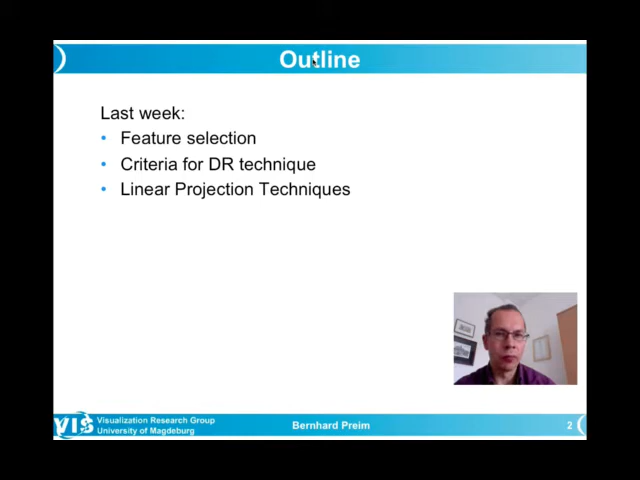 Outline
Last week:
• Feature selection
• Criteria for DR technique
• Linear Projection Techniques
VIS
Visualization Research Group
University of Magdeburg
Bernhard Preim
2